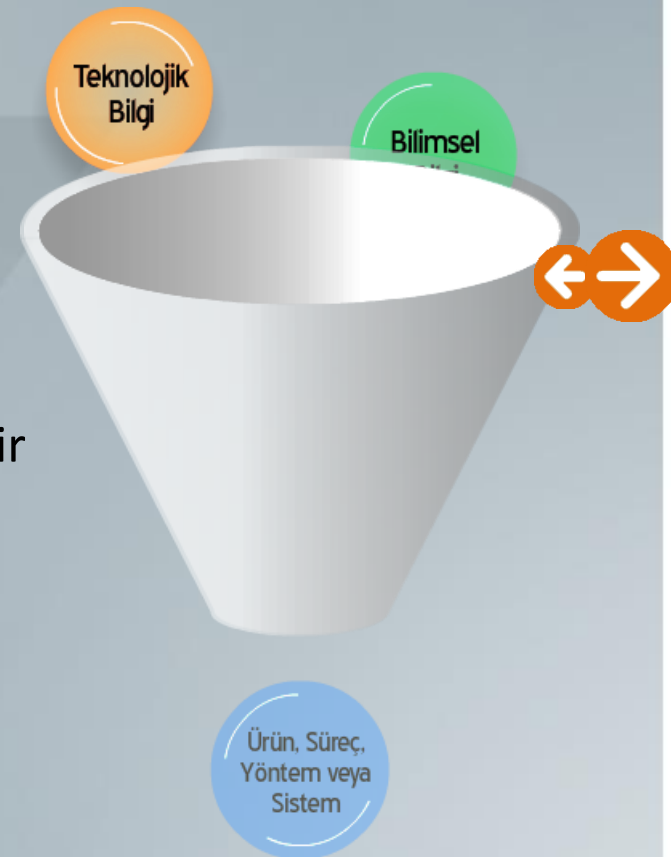 Teknolojik
Bilgi
Bilimsel
ir
Ürün, Süreç,
Yöntem veya
Sistem